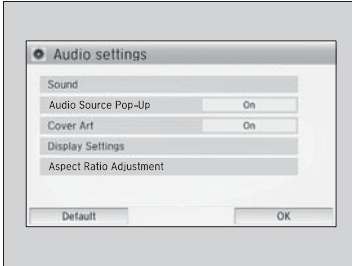 Audio settings
Sound
Audio Source Pop-Up On
Cover Art On
Display Settings
Aspect Ratio Adjustment
Default OK